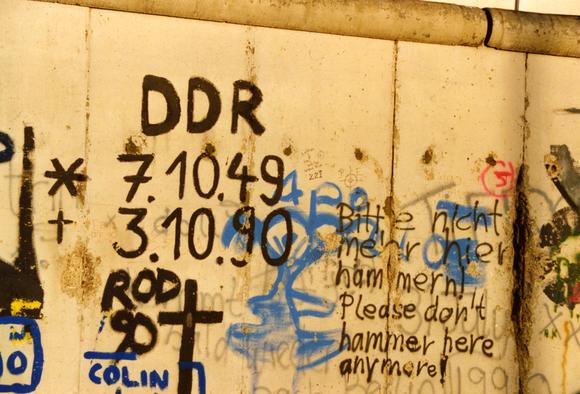 DDR
* 7.10.49
+ 3.10.90
Bitte nicht
mehr hier
hämmern!
Please don't
hammer here
anymore!
ROD
90
COLIN
5